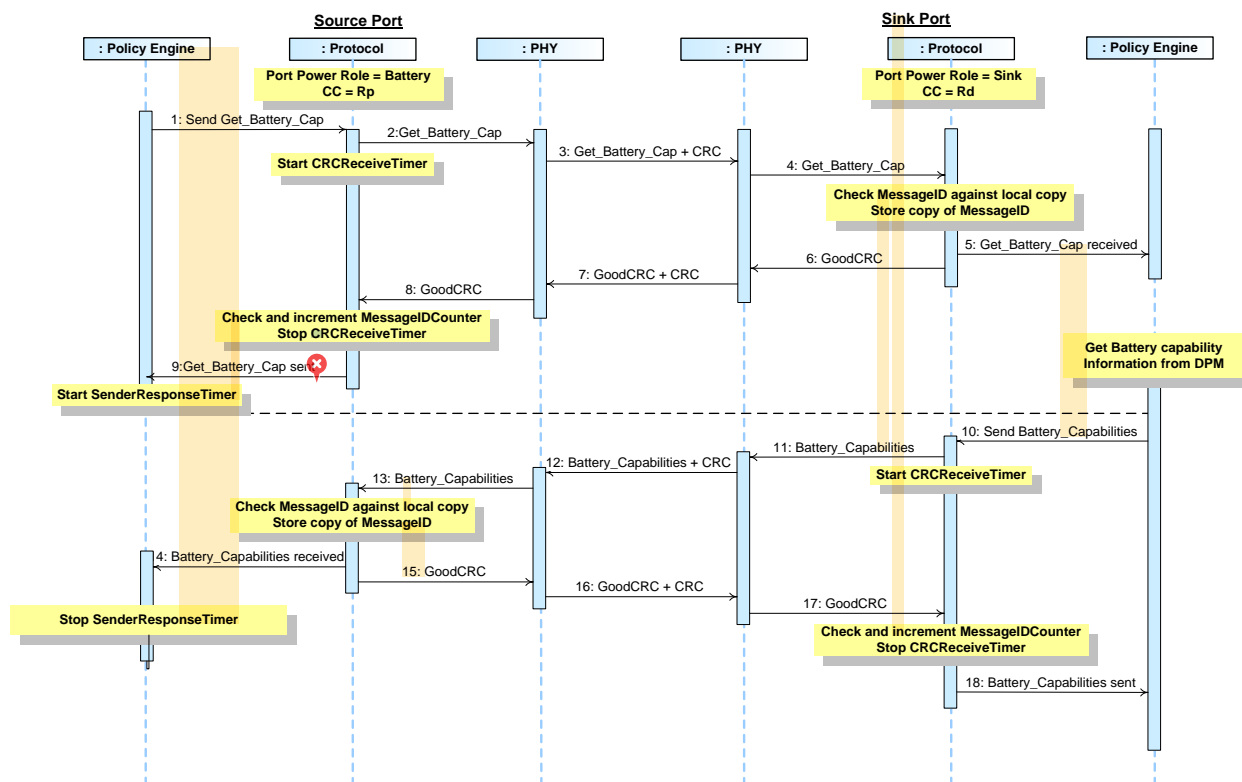 Source Port
Sink Port
: Policy Engine
: Protocol
: PHY
: PHY
: Protocol
: Policy Engine
Port Power Role = Battery
CC = Rp
Port Power Role = Sink
CC = Rd
1: Send Get_Battery_Cap
2:Get_Battery_Cap
Start CRCReceiveTimer
3: Get_Battery_Cap + CRC
4: Get_Battery_Cap
Check MessageID against local copy
Store copy of MessageID
5: Get_Battery_Cap received
6: GoodCRC
7: GoodCRC + CRC
8: GoodCRC
Check and increment MessageIDCounter
Stop CRCReceiveTimer
9:Get_Battery_Cap sent
Start SenderResponseTimer
Get Battery capability
Information from DPM
10: Send Battery_Capabilities
11: Battery_Capabilities
Start CRCReceiveTimer
12: Battery_Capabilities + CRC
13: Battery_Capabilities
Check MessageID against local copy
Store copy of MessageID
4: Battery_Capabilities received
15: GoodCRC
16: GoodCRC + CRC
17: GoodCRC
Stop SenderResponseTimer
Check and increment MessageIDCounter
Stop CRCReceiveTimer
18: Battery_Capabilities sent